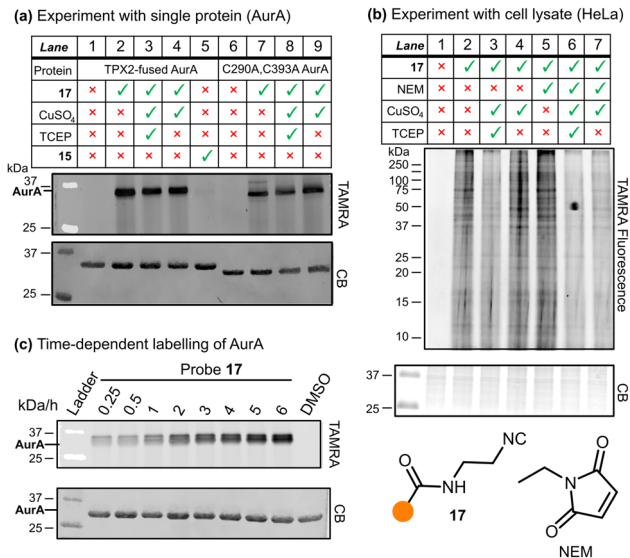 (a) Experiment with single protein (AurA)
Lane 1 2 3 4 5 6 7 8 9
Protein TPX2-fused AurA C290A,C393A AurA
17 × ✓ ✓ ✓ × × ✓ ✓ ✓
CuSO4 × × ✓ ✓ × × × ✓ ✓
TCEP × × ✓ × × × × ✓ ×
15 × × × × ✓ × × × ×
kDa
37
AurA
25
TAMRA
37
25
CB
(b) Experiment with cell lysate (HeLa)
Lane 1 2 3 4 5 6 7
17 × ✓ ✓ ✓ ✓ ✓ ✓
NEM × × × × ✓ ✓ ✓
CuSO4 × × ✓ ✓ × ✓ ✓
TCEP × × ✓ × × ✓ ×
kDa
250
100
75
50
37
25
20
15
10
TAMRA Fluorescence
37
25
CB
(c) Time-dependent labelling of AurA
Probe 17
kDa/h Ladder 0.25 0.5 1 2 3 4 5 6 DMSO
37
AurA
25
TAMRA
37
AurA
25
CB
NC
O
NH
17
O
N
O
NEM